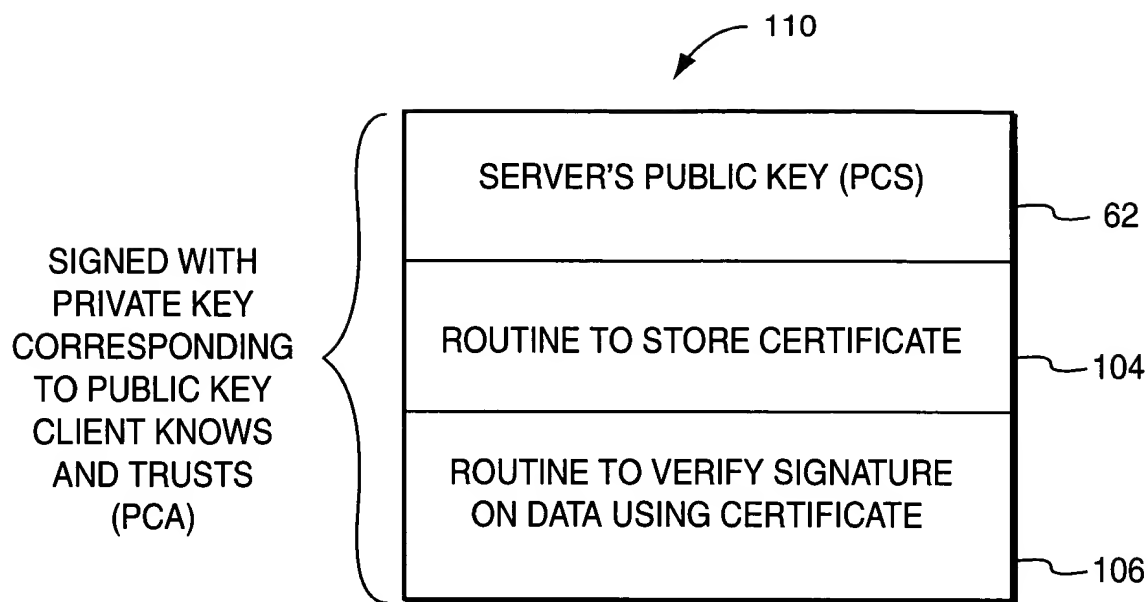 110
SERVER'S PUBLIC KEY (PCS)
62
SIGNED WITH
PRIVATE KEY
CORRESPONDING
TO PUBLIC KEY
CLIENT KNOWS
AND TRUSTS
(PCA)
ROUTINE TO STORE CERTIFICATE
104
ROUTINE TO VERIFY SIGNATURE
ON DATA USING CERTIFICATE
106